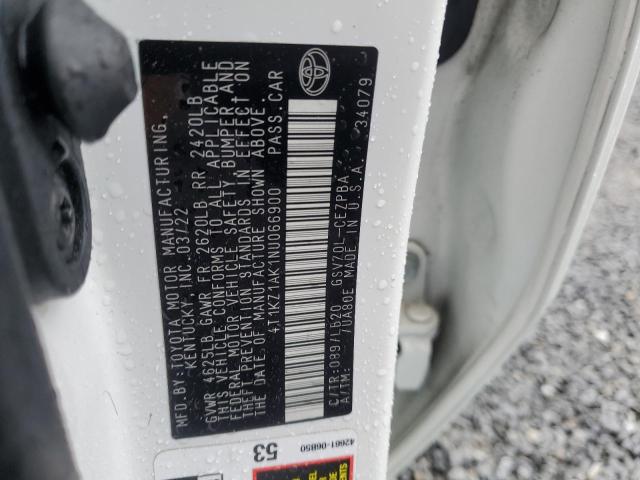 MFD.BY:TOYOTA MOTOR MANUFACTURING,
KENTUCKY, INC. 03/22
GVWR 4625LB GAWR FR 2620LB RR 2420LB
THIS VEHICLE CONFORMS TO ALL APPLICABLE
FEDERAL MOTOR VEHICLE SAFETY, BUMPER AND
THEFT PREVENTION STANDARDS IN EFFECT ON
THE DATE OF MANUFACTURE SHOWN ABOVE.
4T1KZ1AK1NU066900 PASS. CAR
C/TR:089/LB20 GSV70L-CEZPBA
A/TM: /UA80E MADE IN U.S.A. 34079
42661-06B50
53